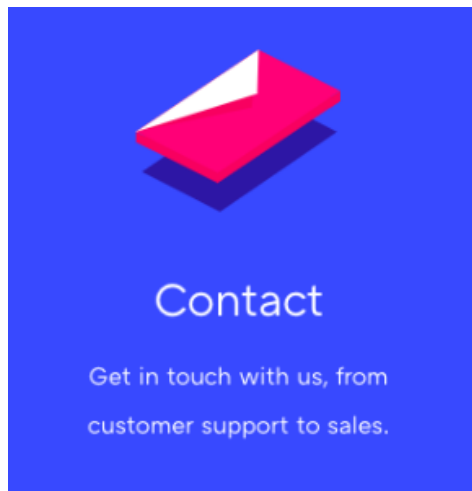 Contact
Get in touch with us, from
customer support to sales.